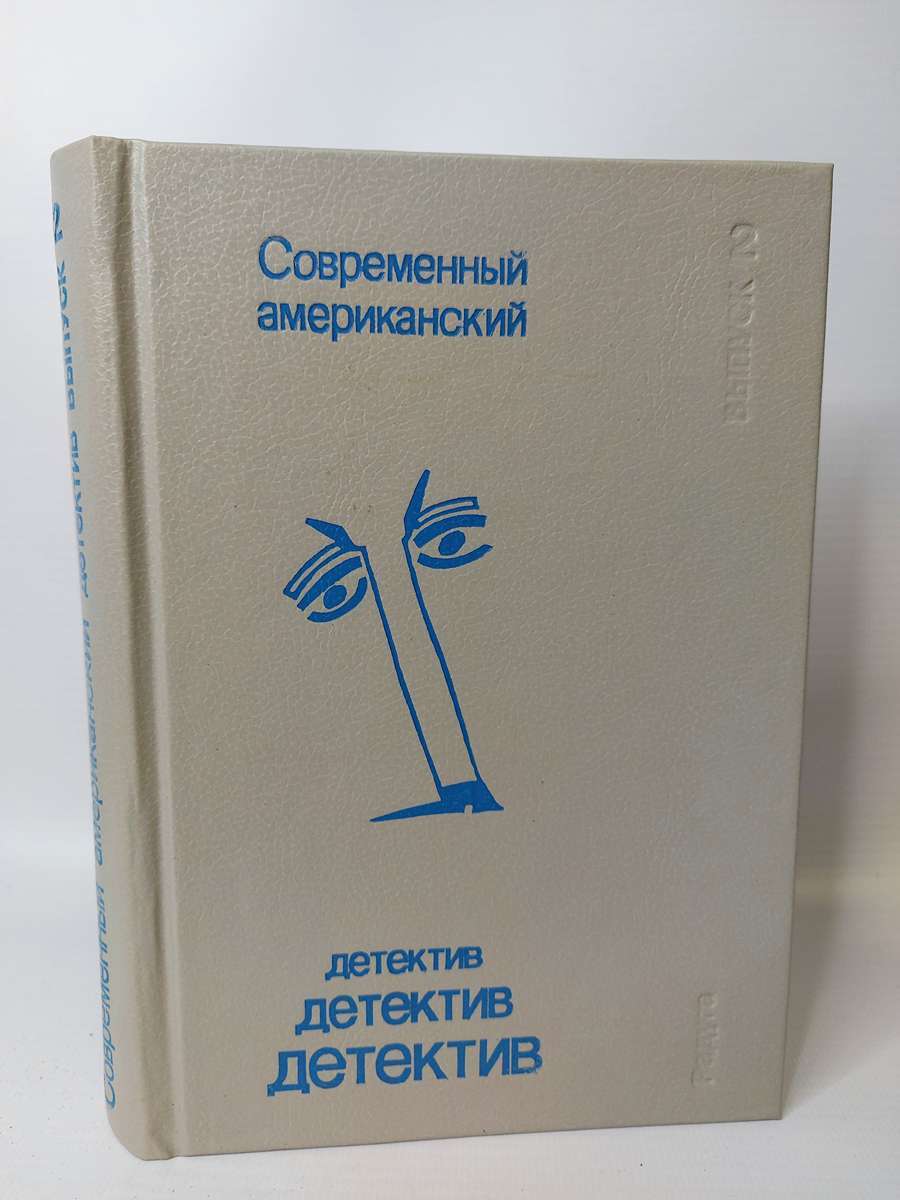 Современный
американский
детектив
детектив
детектив
выпуск 2
Радуга
Современный американский детектив выпуск 2